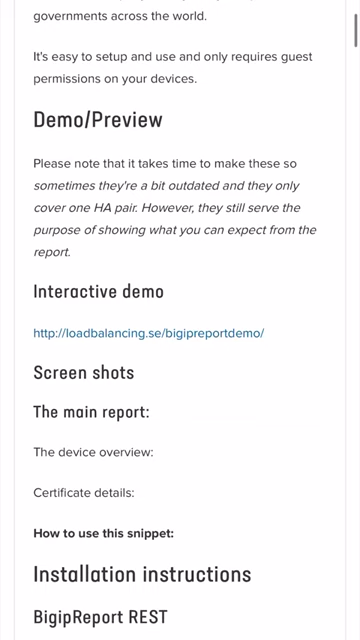 governments across the world.
It's easy to setup and use and only requires guest
permissions on your devices.
Demo/Preview
Please note that it takes time to make these so
sometimes they're a bit outdated and they only
cover one HA pair. However, they still serve the
purpose of showing what you can expect from the
report.
Interactive demo
http://loadbalancing.se/bigipreportdemo/
Screen shots
The main report:
The device overview:
Certificate details:
How to use this snippet:
Installation instructions
BigipReport REST